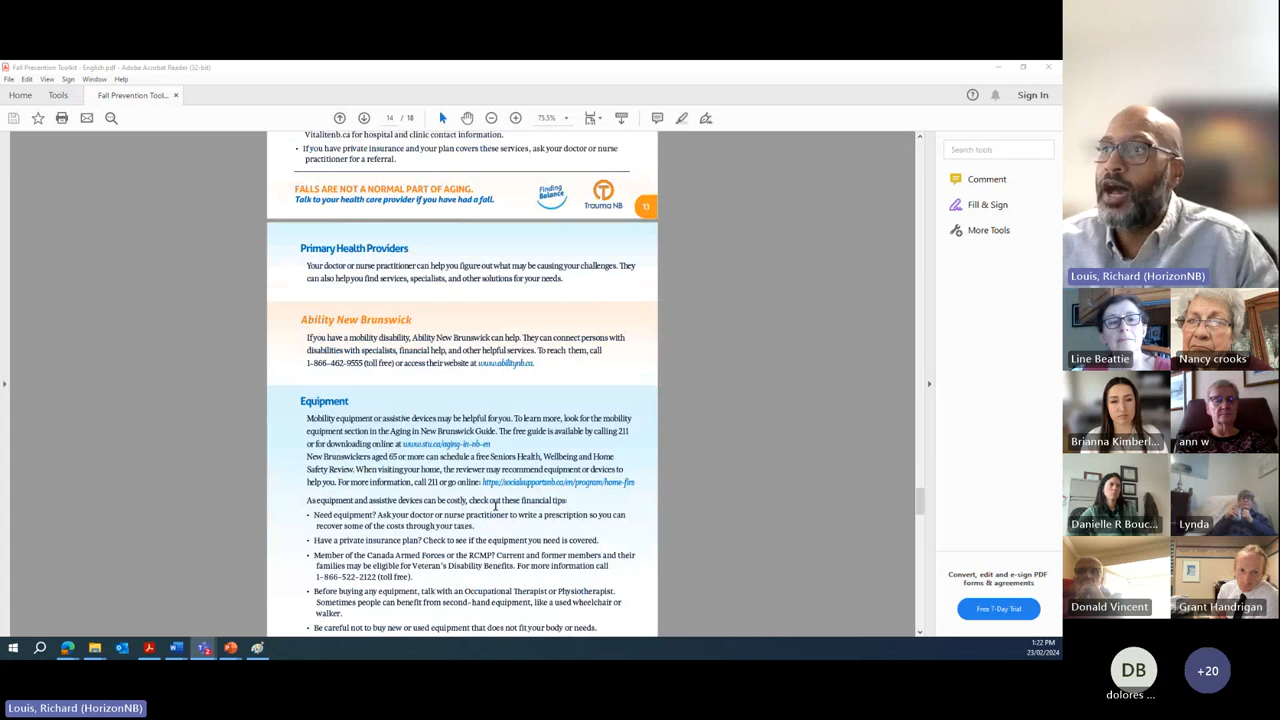 Fall Prevention Toolkit - English.pdf - Adobe Acrobat Reader (32-bit)
File Edit View Sign Window Help
Home Tools Fall Prevention Tool... × Sign In
14 / 18 75.5%
Vitalitenb.ca for hospital and clinic contact information.
• If you have private insurance and your plan covers these services, ask your doctor or nurse
practitioner for a referral.
FALLS ARE NOT A NORMAL PART OF AGING.
Talk to your health care provider if you have had a fall.
Finding
Balance
Trauma NB
13
Primary Health Providers
Your doctor or nurse practitioner can help you figure out what may be causing your challenges. They
can also help you find services, specialists, and other solutions for your needs.
Ability New Brunswick
If you have a mobility disability, Ability New Brunswick can help. They can connect persons with
disabilities with specialists, financial help, and other helpful services. To reach them, call
1-866-462-9555 (toll free) or access their website at www.abilitynb.ca.
Equipment
Mobility equipment or assistive devices may be helpful for you. To learn more, look for the mobility
equipment section in the Aging in New Brunswick Guide. The free guide is available by calling 211
or for downloading online at www.stu.ca/aging-in-nb-en
New Brunswickers aged 65 or more can schedule a free Seniors Health, Wellbeing and Home
Safety Review. When visiting your home, the reviewer may recommend equipment or devices to
help you. For more information, call 211 or go online: https://socialsupportsnb.ca/en/program/home-firs
As equipment and assistive devices can be costly, check out these financial tips:
• Need equipment? Ask your doctor or nurse practitioner to write a prescription so you can
recover some of the costs through your taxes.
• Have a private insurance plan? Check to see if the equipment you need is covered.
• Member of the Canada Armed Forces or the RCMP? Current and former members and their
families may be eligible for Veteran's Disability Benefits. For more information call
1-866-522-2122 (toll free).
• Before buying any equipment, talk with an Occupational Therapist or Physiotherapist.
Sometimes people can benefit from second-hand equipment, like a used wheelchair or
walker.
• Be careful not to buy new or used equipment that does not fit your body or needs.
Search tools
Comment
Fill & Sign
More Tools
Convert, edit and e-sign PDF
forms & agreements
Free 7-Day Trial
1:22 PM
23/02/2024
Louis, Richard (HorizonNB)
Line Beattie
Nancy crooks
Brianna Kimberl...
ann w
Danielle R Bouc...
Lynda
Donald Vincent
Grant Handrigan
DB
dolores ...
+20
Louis, Richard (HorizonNB)